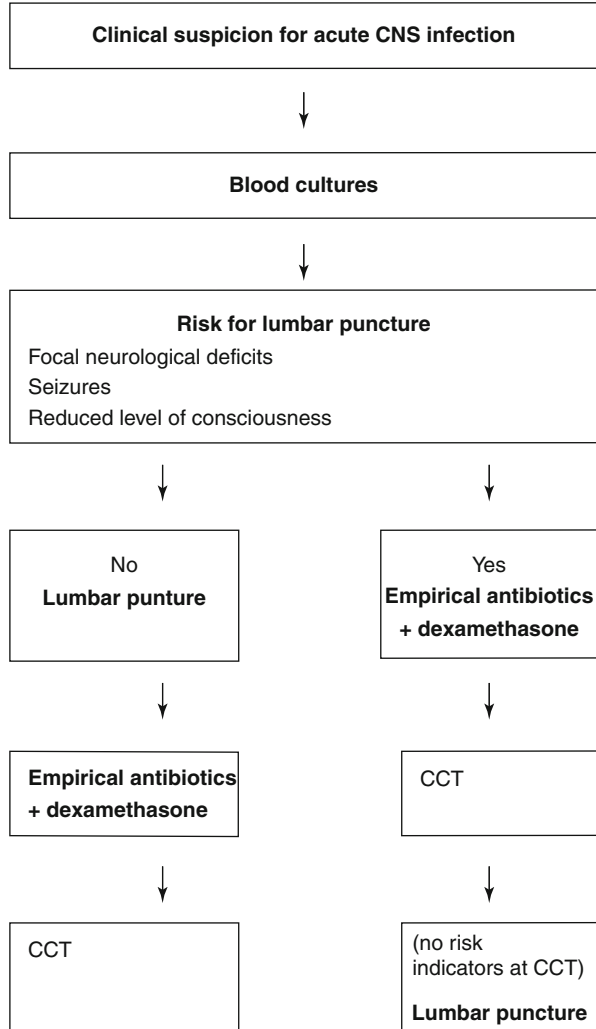 Clinical suspicion for acute CNS infection
Blood cultures
Risk for lumbar puncture
Focal neurological deficits
Seizures
Reduced level of consciousness
No
Lumbar punture
Yes
Empirical antibiotics
+ dexamethasone
Empirical antibiotics
+ dexamethasone
CCT
CCT
(no risk
indicators at CCT)
Lumbar puncture